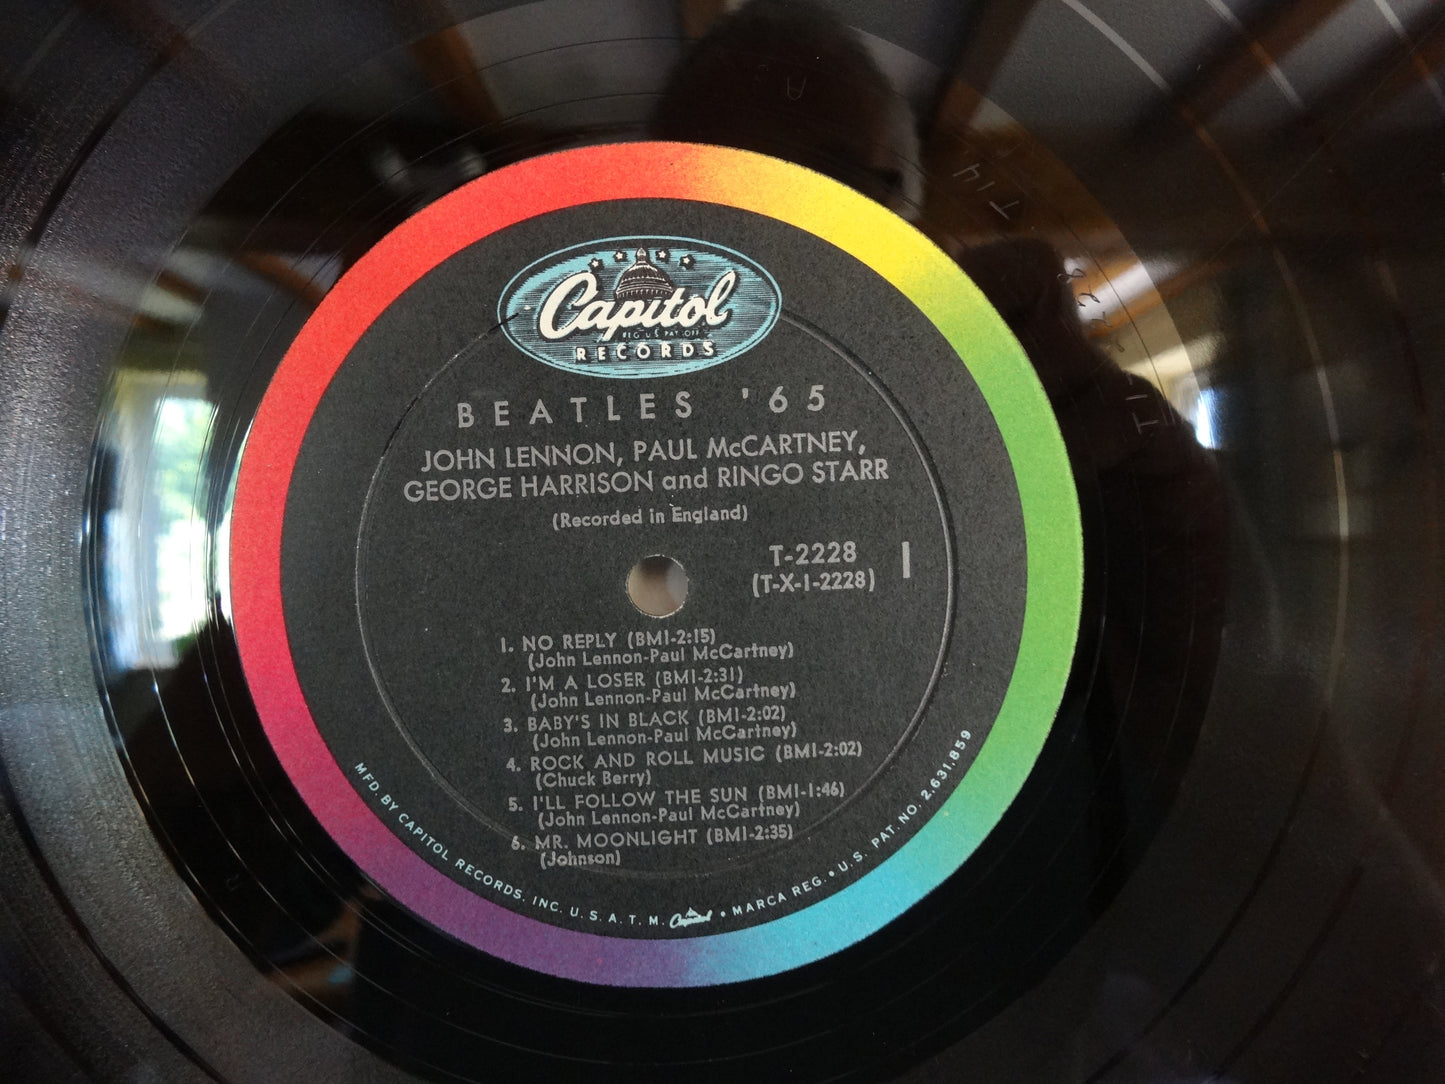 Capitol
REG. U.S. PAT. OFF.
RECORDS
BEATLES '65
JOHN LENNON, PAUL McCARTNEY,
GEORGE HARRISON and RINGO STARR
(Recorded in England)
T-2228
(T-X-1-2228)
1
1. NO REPLY (BMI-2:15)
(John Lennon-Paul McCartney)
2. I'M A LOSER (BMI-2:31)
(John Lennon-Paul McCartney)
3. BABY'S IN BLACK (BMI-2:02)
(John Lennon-Paul McCartney)
4. ROCK AND ROLL MUSIC (BMI-2:02)
(Chuck Berry)
5. I'LL FOLLOW THE SUN (BMI-1:46)
(John Lennon-Paul McCartney)
6. MR. MOONLIGHT (BMI-2:35)
(Johnson)
MFD. BY CAPITOL RECORDS, INC. U. S. A. T. M. Capitol • MARCA REG. • U.S. PAT. NO. 2,631,859